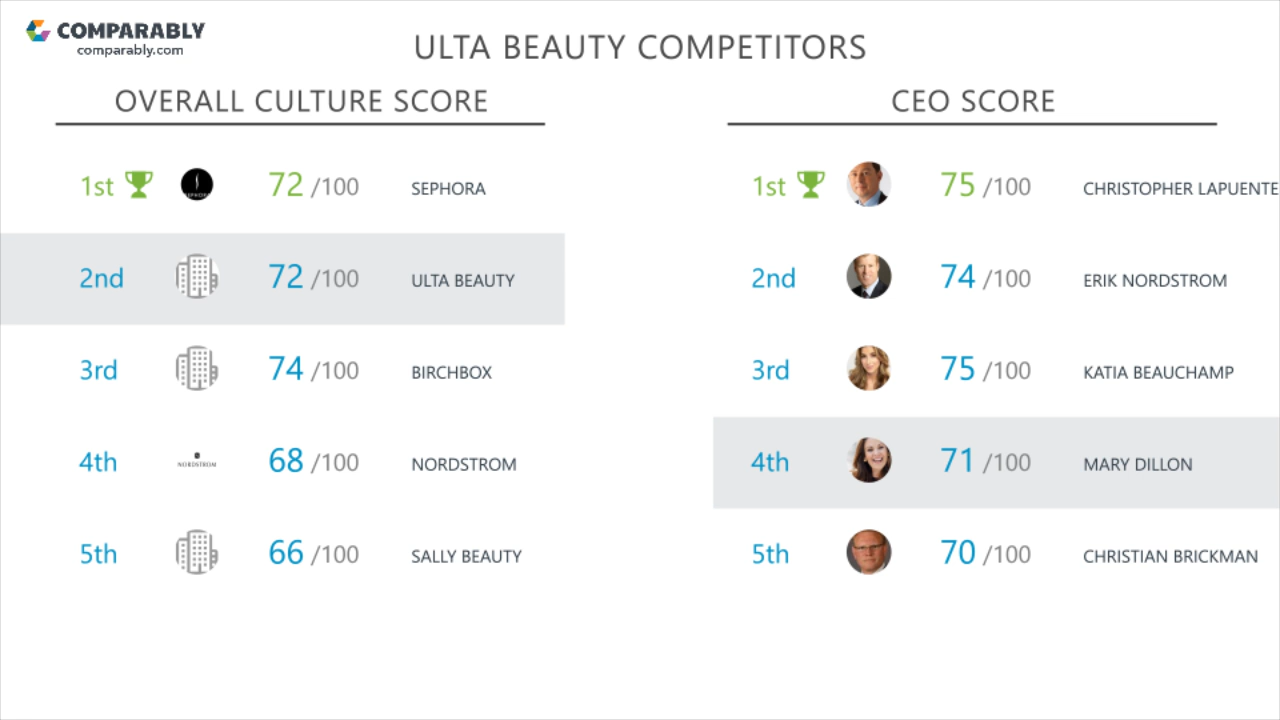 COMPARABLY
comparably.com
ULTA BEAUTY COMPETITORS
OVERALL CULTURE SCORE
1st 72 /100 SEPHORA
2nd 72 /100 ULTA BEAUTY
3rd 74 /100 BIRCHBOX
NORDSTROM
4th 68 /100 NORDSTROM
5th 66 /100 SALLY BEAUTY
CEO SCORE
1st 75 /100 CHRISTOPHER LAPUENTE
2nd 74 /100 ERIK NORDSTROM
3rd 75 /100 KATIA BEAUCHAMP
4th 71 /100 MARY DILLON
5th 70 /100 CHRISTIAN BRICKMAN